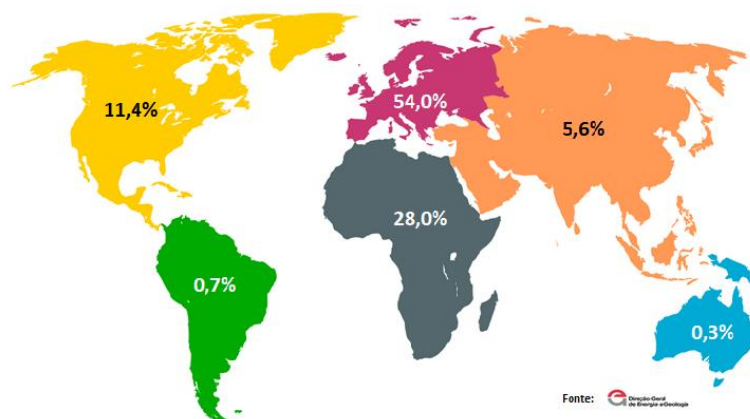 11,4%
54,0%
5,6%
28,0%
0,7%
0,3%
Fonte:
Direção Geral
de Energia e Geologia